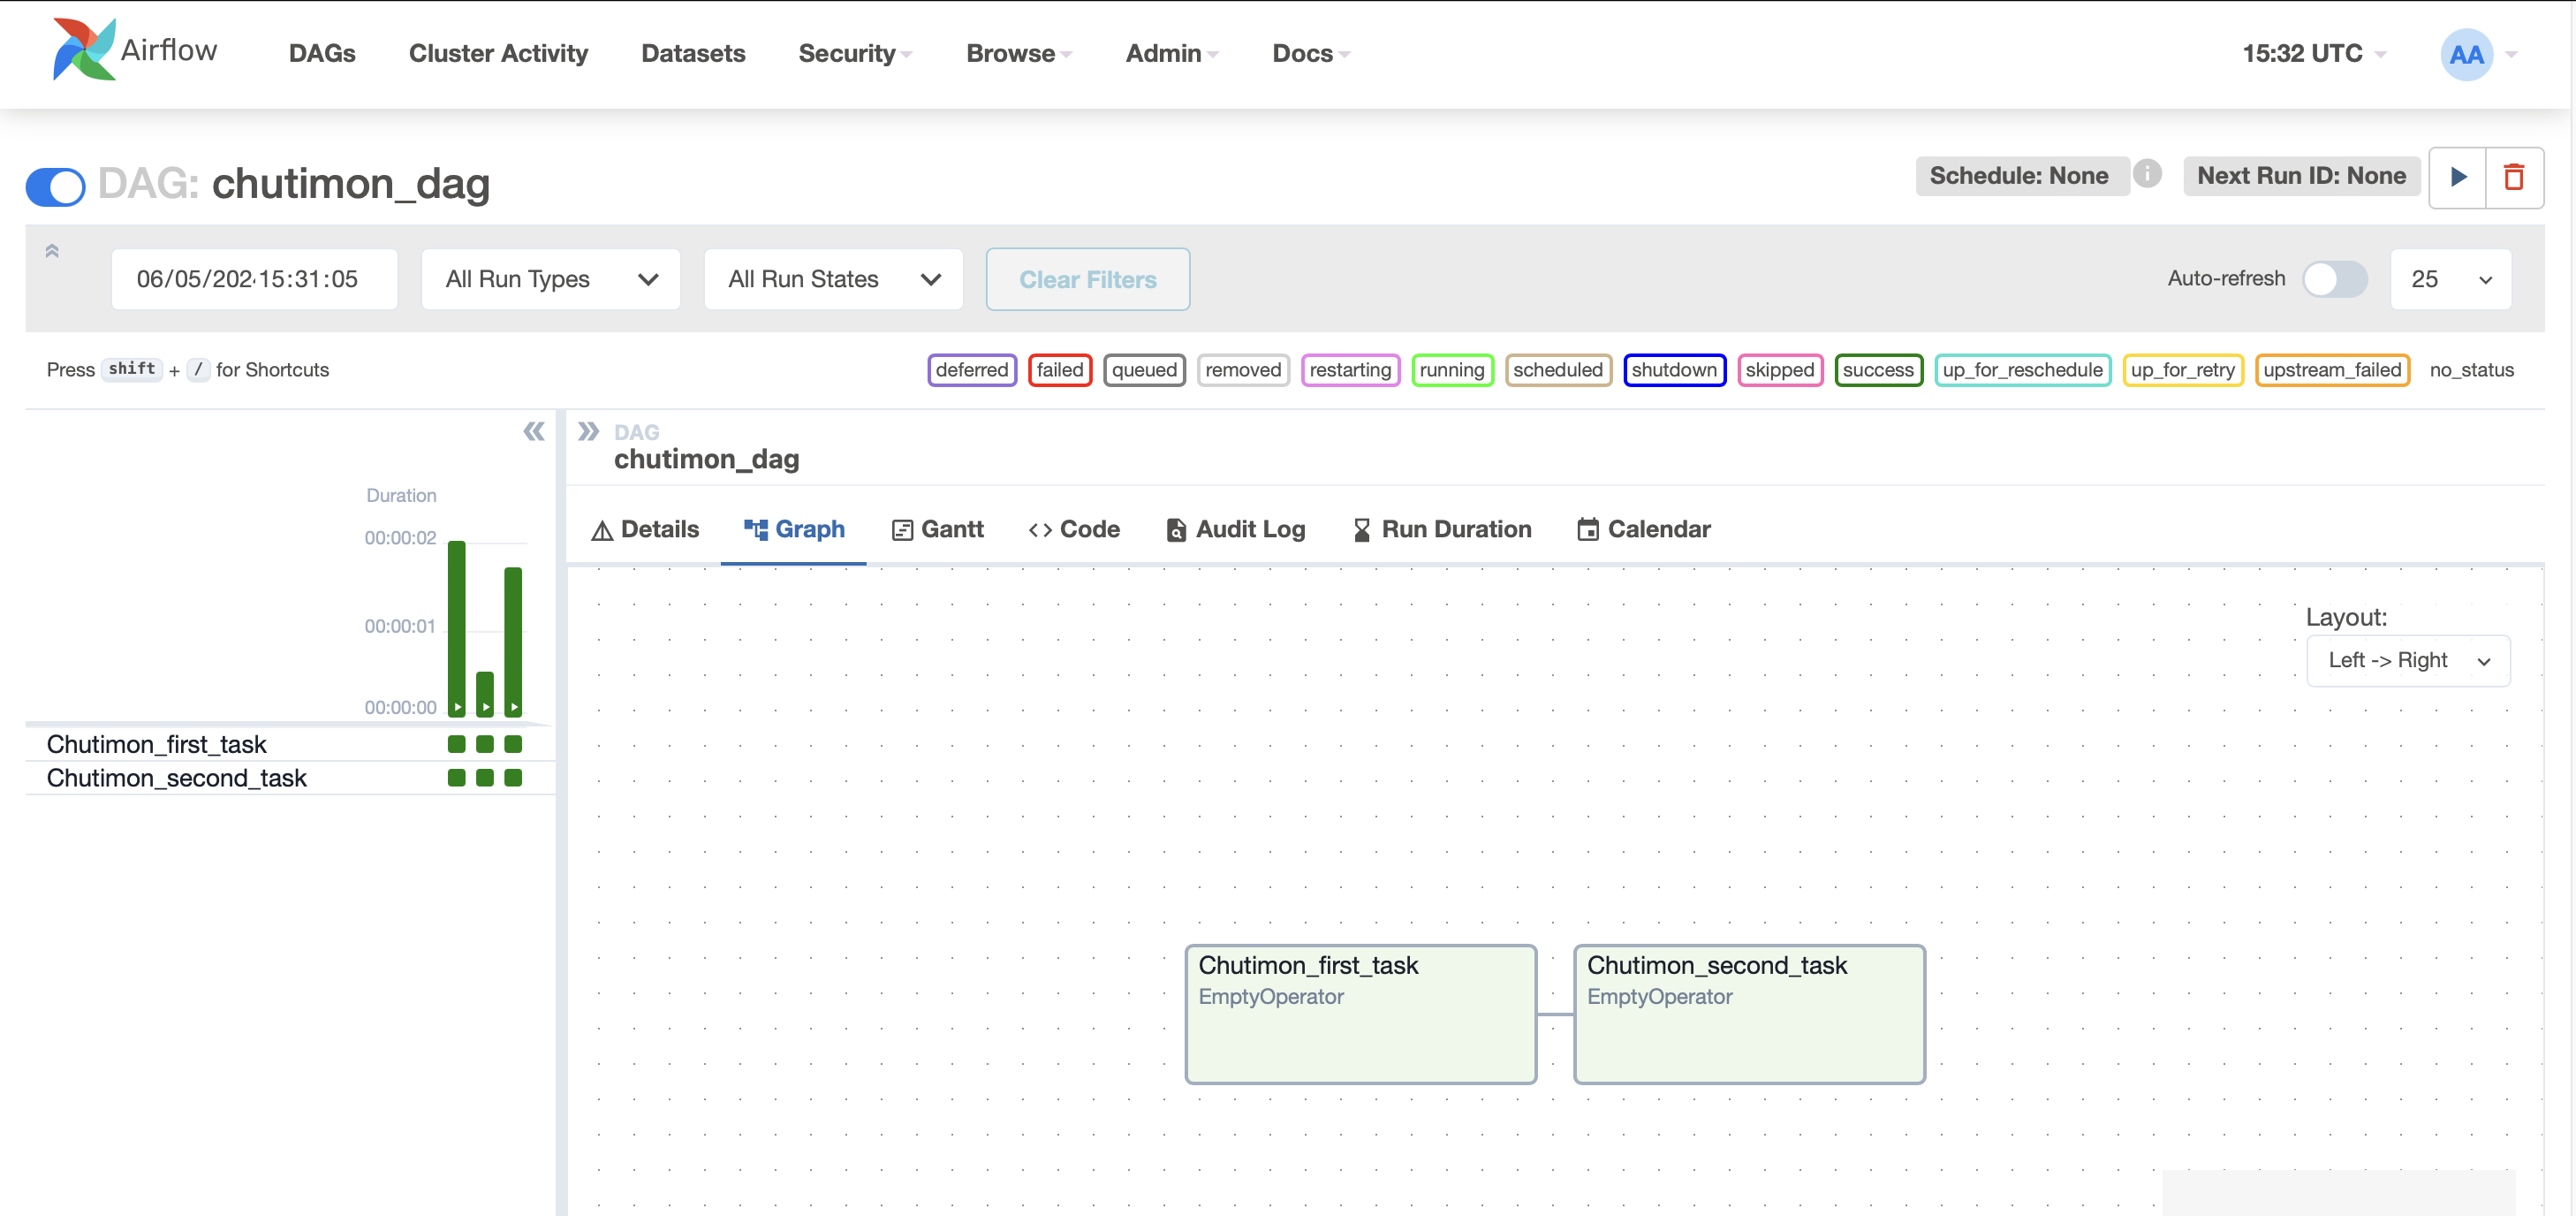 Airflow DAGs Cluster Activity Datasets Security Browse Admin Docs 15:32 UTC AA
DAG: chutimon_dag
Schedule: None i Next Run ID: None
06/05/202 15:31:05 All Run Types All Run States Clear Filters Auto-refresh 25
Press shift + / for Shortcuts
deferred failed queued removed restarting running scheduled shutdown skipped success up_for_reschedule up_for_retry upstream_failed no_status
DAG
chutimon_dag
Duration
00:00:02
00:00:01
00:00:00
Chutimon_first_task
Chutimon_second_task
Details Graph Gantt Code Audit Log Run Duration Calendar
Layout:
Left -> Right
Chutimon_first_task
EmptyOperator
Chutimon_second_task
EmptyOperator